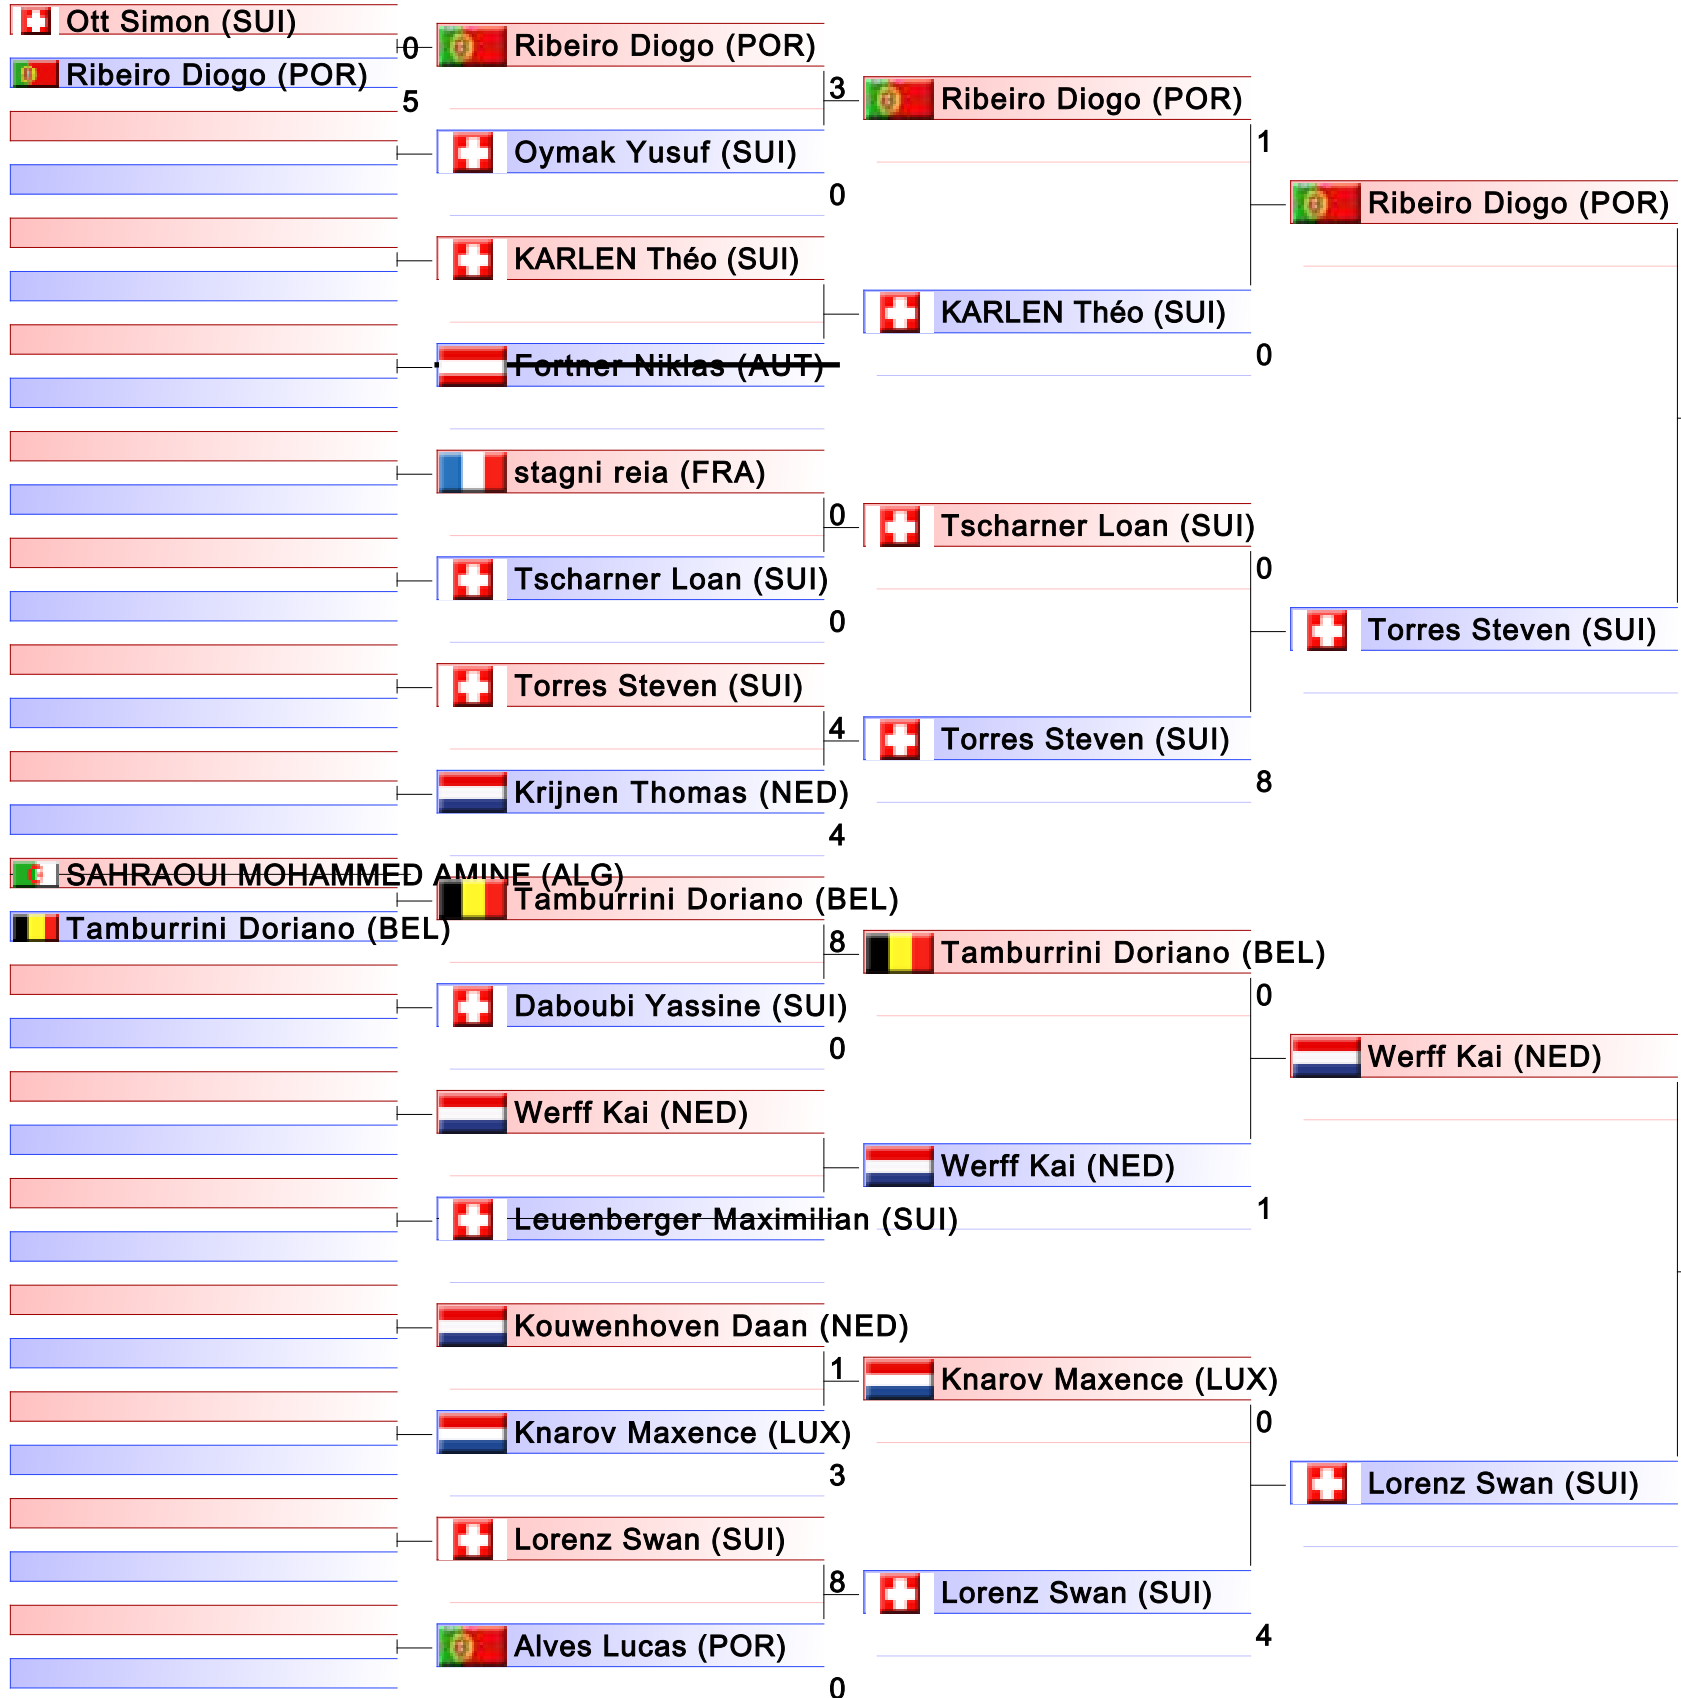 Ott Simon (SUI)
0
Ribeiro Diogo (POR)
5
Ribeiro Diogo (POR)
3
Oymak Yusuf (SUI)
0
KARLEN Théo (SUI)
Fortner Niklas (AUT)
stagni reia (FRA)
0
Tscharner Loan (SUI)
0
Torres Steven (SUI)
4
Krijnen Thomas (NED)
4
SAHRAOUI MOHAMMED AMINE (ALG)
Tamburrini Doriano (BEL)
Tamburrini Doriano (BEL)
8
Daboubi Yassine (SUI)
0
Werff Kai (NED)
Leuenberger Maximilian (SUI)
Kouwenhoven Daan (NED)
1
Knarov Maxence (LUX)
3
Lorenz Swan (SUI)
8
Alves Lucas (POR)
0
Ribeiro Diogo (POR)
1
KARLEN Théo (SUI)
0
Tscharner Loan (SUI)
0
Torres Steven (SUI)
8
Tamburrini Doriano (BEL)
0
Werff Kai (NED)
1
Knarov Maxence (LUX)
0
Lorenz Swan (SUI)
4
Ribeiro Diogo (POR)
Torres Steven (SUI)
Werff Kai (NED)
Lorenz Swan (SUI)